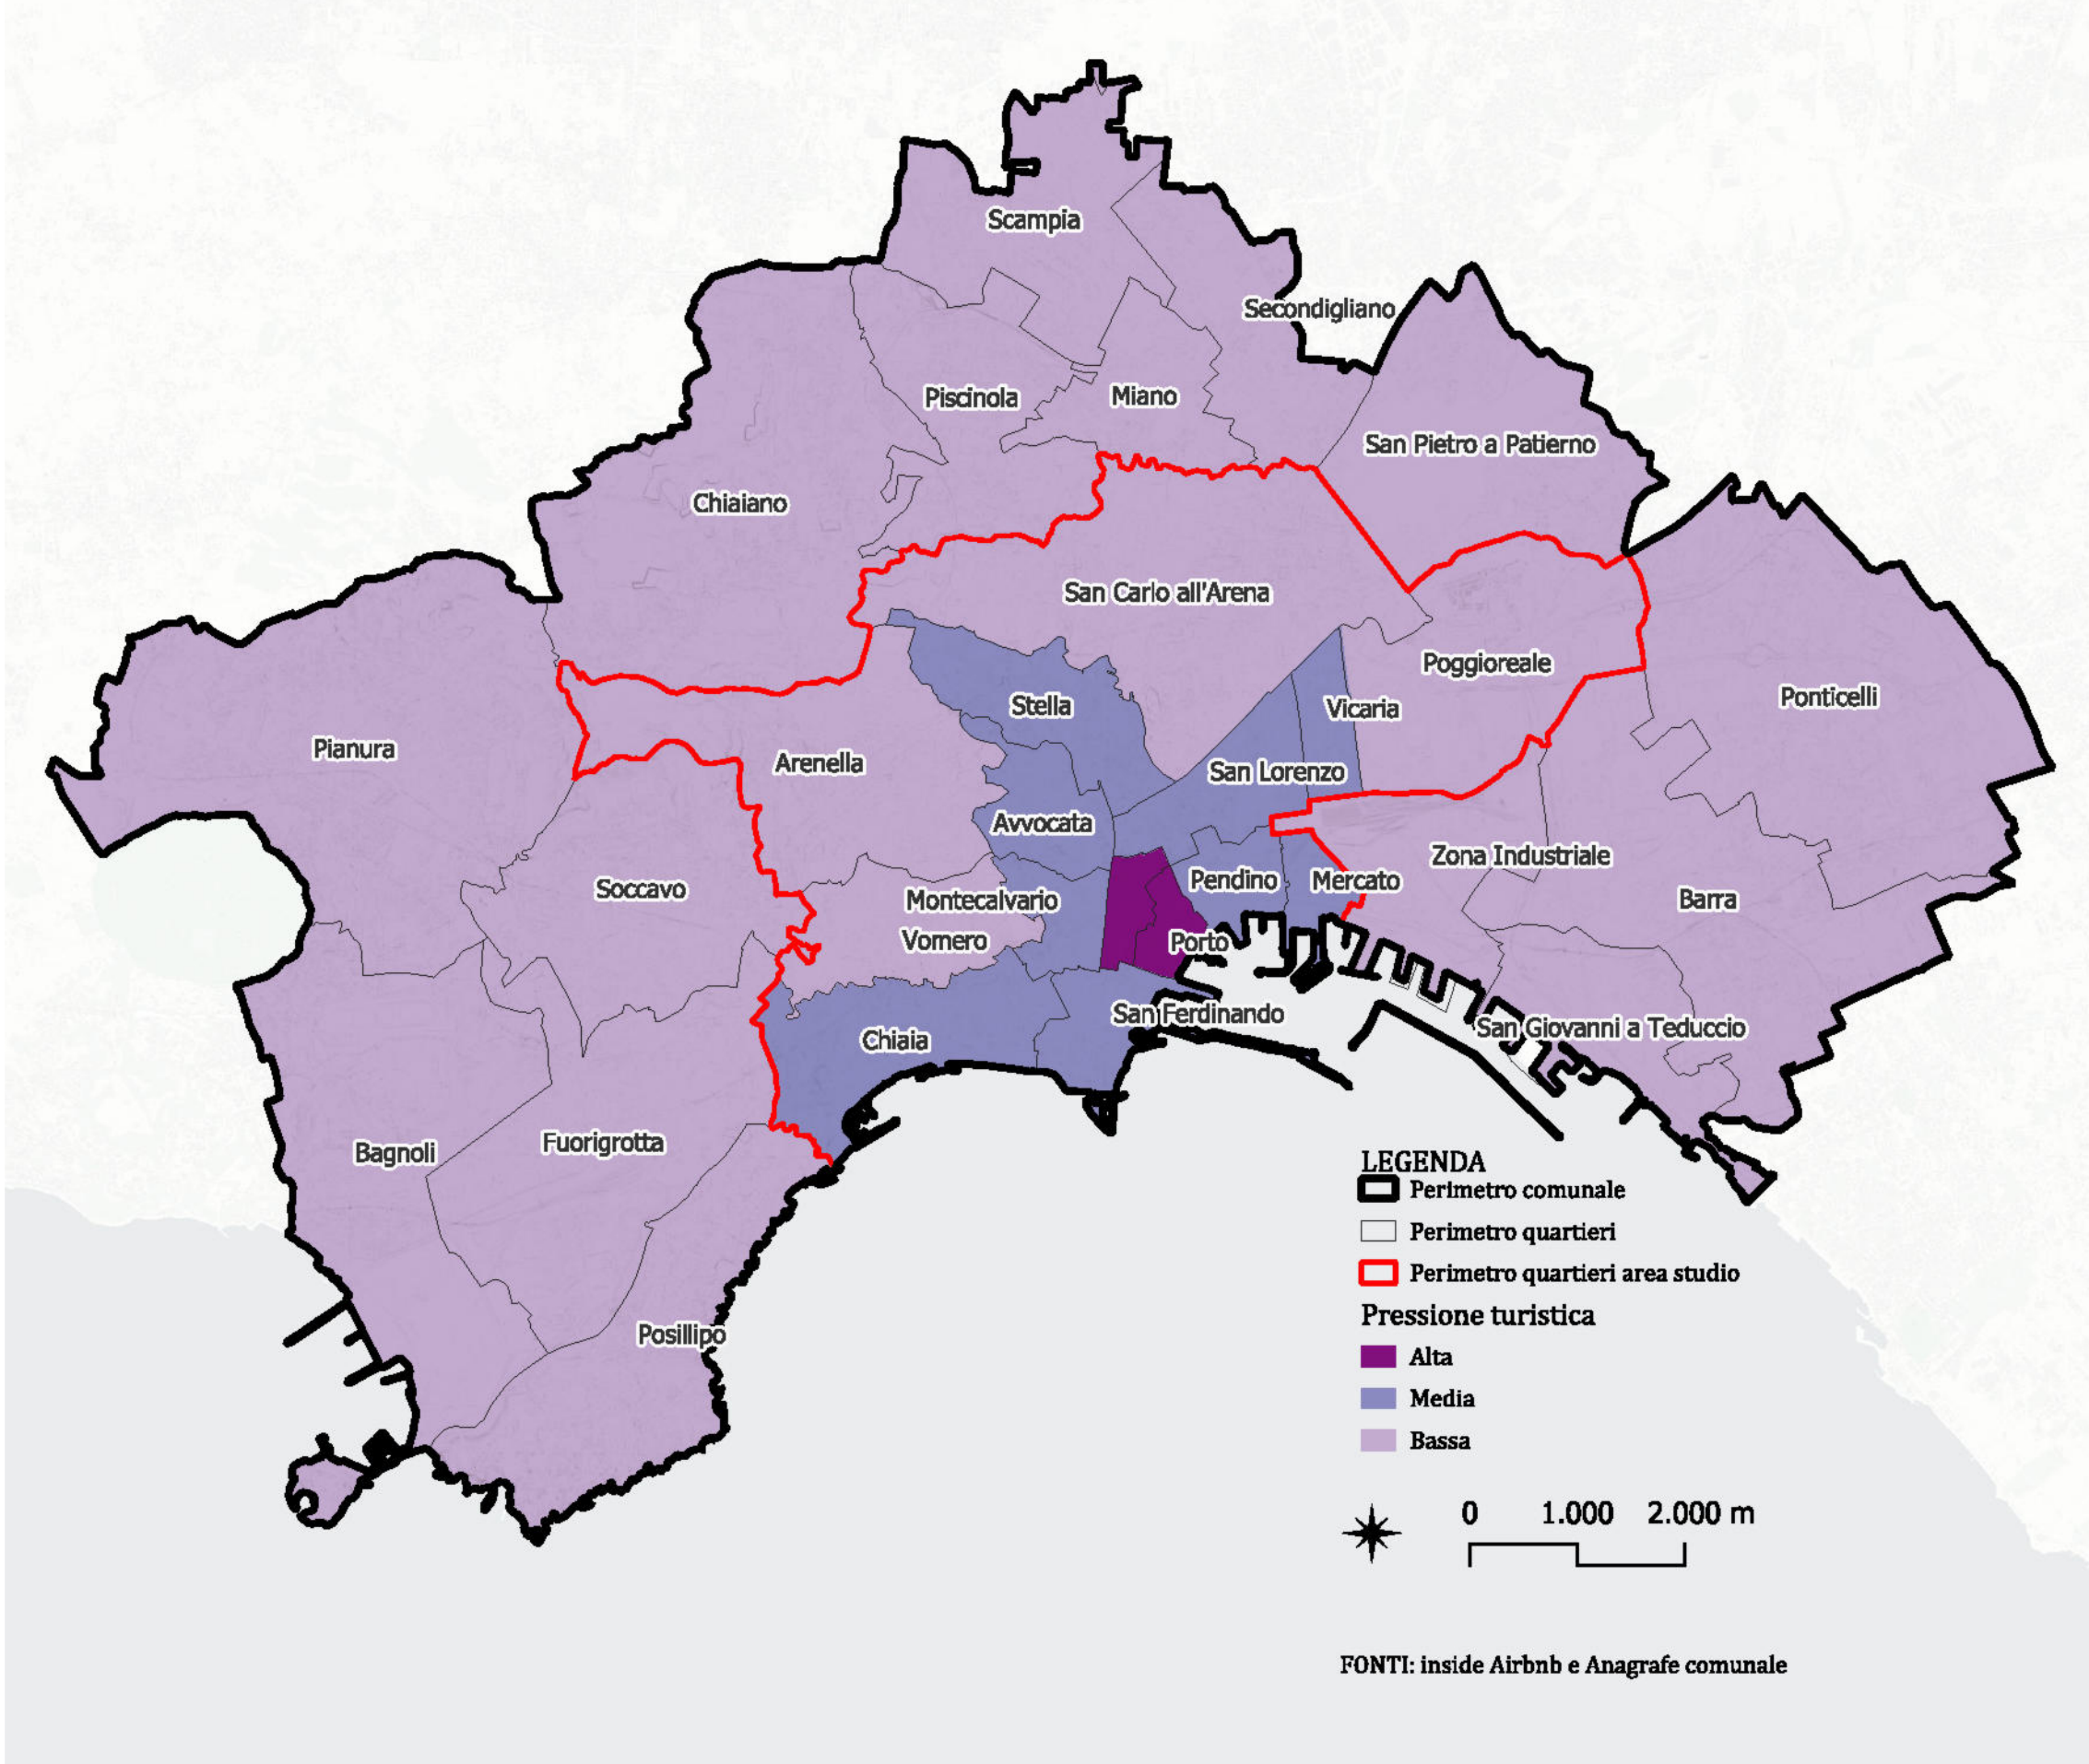 Scampia
Secondigliano
Piscinola
Miano
San Pietro a Patierno
Chiaiano
San Carlo all'Arena
Poggioreale
Ponticelli
Stella
Vicaria
Pianura
Arenella
San Lorenzo
Avvocata
Zona Industriale
Soccavo
Montecalvario
Pendino
Mercato
Barra
Vomero
Porto
San Ferdinando
San Giovanni a Teduccio
Chiaia
Bagnoli
Fuorigrotta
Posillipo
LEGENDA
Perimetro comunale
Perimetro quartieri
Perimetro quartieri area studio
Pressione turistica
Alta
Media
Bassa
0 1.000 2.000 m
FONTI: inside Airbnb e Anagrafe comunale